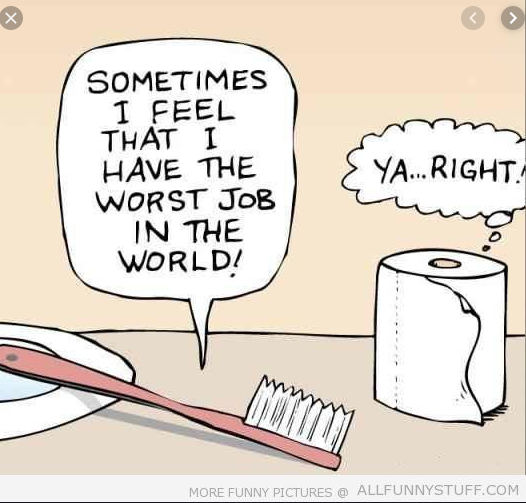 SOMETIMES
I FEEL
THAT I
HAVE THE
WORST JOB
IN THE
WORLD!
YA...RIGHT!
MORE FUNNY PICTURES @ ALLFUNNYSTUFF.COM